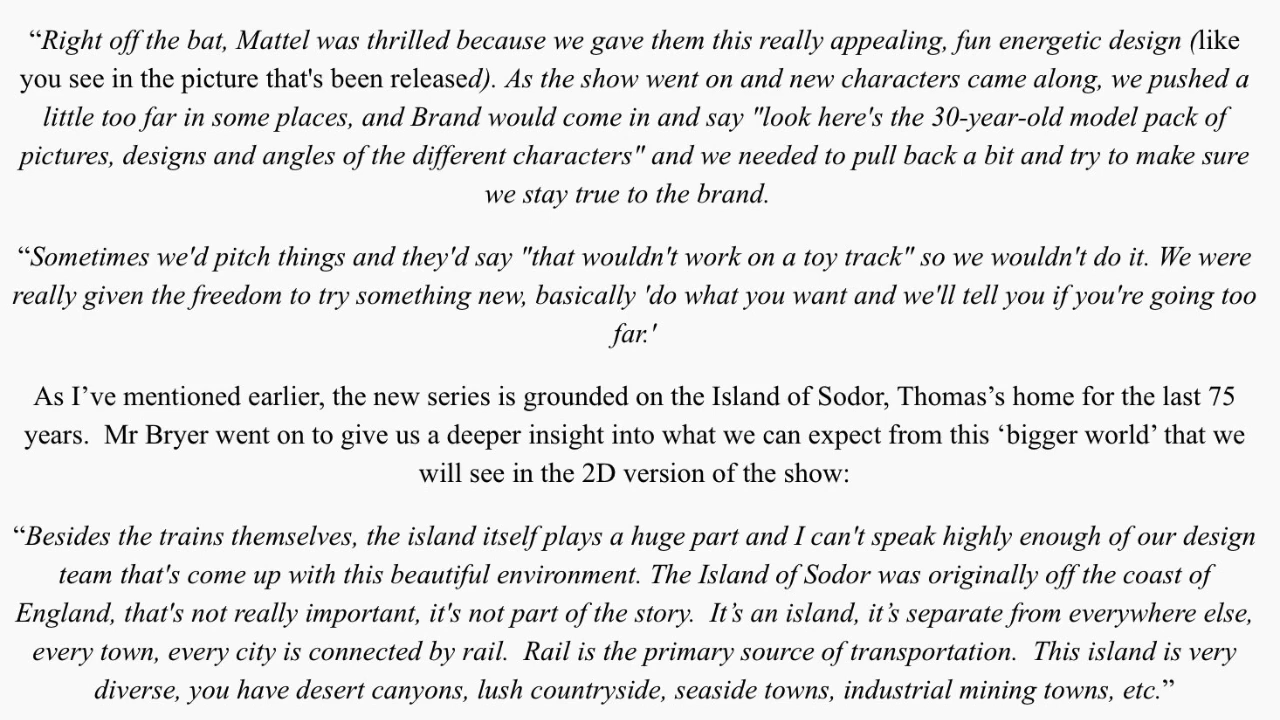 “Right off the bat, Mattel was thrilled because we gave them this really appealing, fun energetic design (like
you see in the picture that's been released). As the show went on and new characters came along, we pushed a
little too far in some places, and Brand would come in and say "look here's the 30-year-old model pack of
pictures, designs and angles of the different characters" and we needed to pull back a bit and try to make sure
we stay true to the brand.
“Sometimes we'd pitch things and they'd say "that wouldn't work on a toy track" so we wouldn't do it. We were
really given the freedom to try something new, basically 'do what you want and we'll tell you if you're going too
far.'
As I’ve mentioned earlier, the new series is grounded on the Island of Sodor, Thomas’s home for the last 75
years.  Mr Bryer went on to give us a deeper insight into what we can expect from this ‘bigger world’ that we
will see in the 2D version of the show:
“Besides the trains themselves, the island itself plays a huge part and I can't speak highly enough of our design
team that's come up with this beautiful environment. The Island of Sodor was originally off the coast of
England, that's not really important, it's not part of the story.  It’s an island, it’s separate from everywhere else,
every town, every city is connected by rail.  Rail is the primary source of transportation.  This island is very
diverse, you have desert canyons, lush countryside, seaside towns, industrial mining towns, etc.”